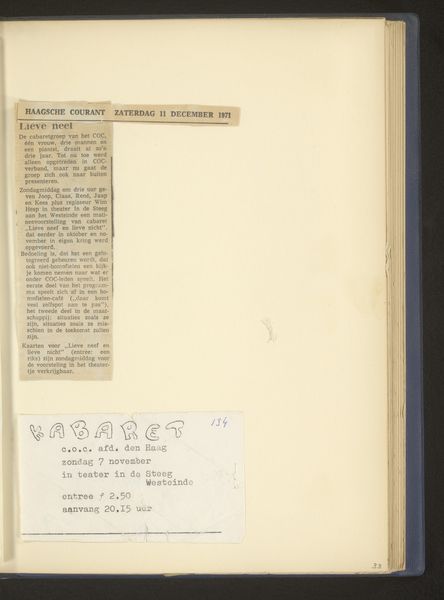 HAAGSCHE COURANT ZATERDAG 11 DECEMBER 1971
Lieve neef
De cabaretgroep van het COC,
één vrouw, drie mannen en
een pianist, draait al zo'n
drie jaar. Tot nu toe werd
alleen opgetreden in COC-
verband, maar nu gaat de
groep zich ook naar buiten
presenteren.
Zondagmiddag om drie uur ge-
ven Joop, Claas, René, Jaap
en Kees plus regisseur Wim
Hesp in theater In de Steeg
aan het Westeinde een mati-
neevoorstelling van cabaret
„Lieve neef en lieve nicht",
dat eerder in oktober en no-
vember in eigen kring werd
opgevoerd.
Bedoeling is, dat het een geïn-
tegreerd gebeuren wordt, dat
ook niet-homofielen een kijk-
je komen nemen naar wat er
onder COC-leden speelt. Het
eerste deel van het program-
ma speelt zich af in een ho-
mofielen-café („daar komt
veel zelfspot aan te pas"),
het tweede deel in de maat-
schappij: situaties zoals ze
zijn, situaties zoals ze mis-
schien in de toekomst zullen
zijn.
Kaarten voor „Lieve neef en
lieve nicht" (entree: een
riks) zijn zondagmiddag voor
de voorstelling in het theater-
tje verkrijgbaar.
KABARET
134
c.o.c. afd. den Haag
zondag 7 november
in teater in de Steeg
Westeinde
entree f 2.50
aanvang 20.15 uur
33